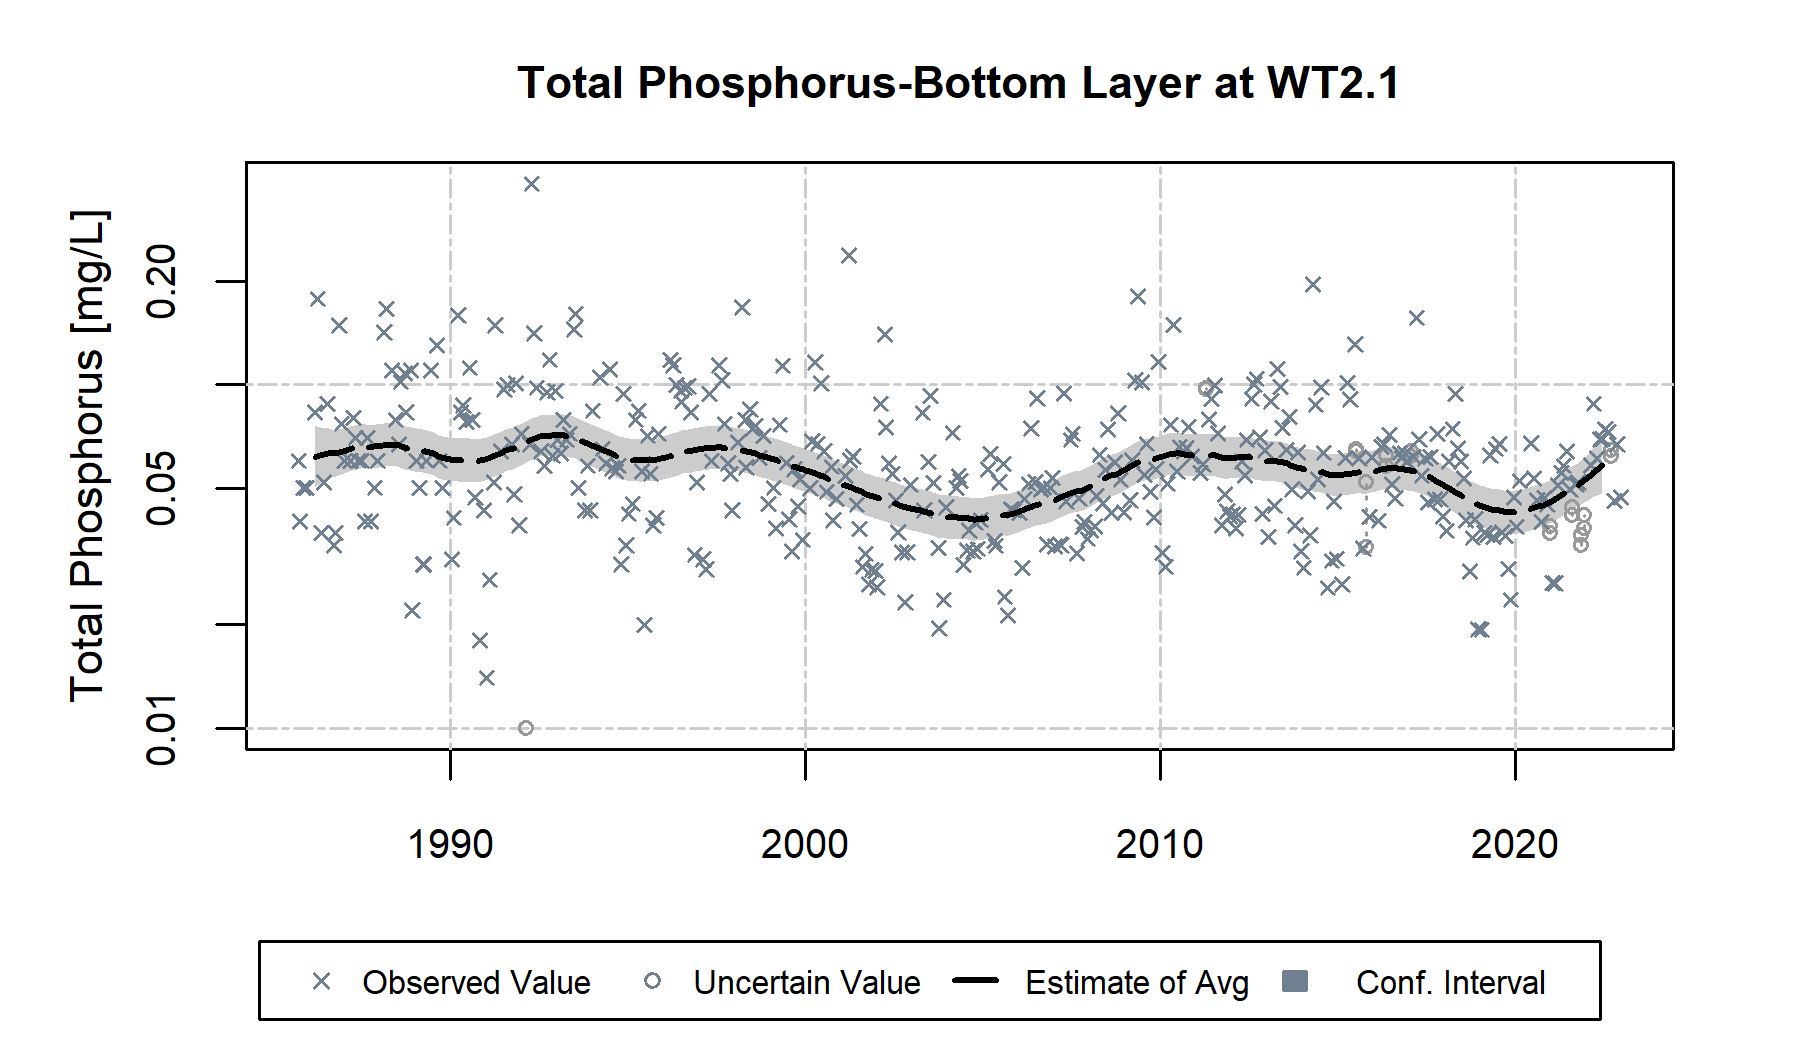 Total Phosphorus-Bottom Layer at WT2.1
Total Phosphorus [mg/L]
0.20
0.05
0.01
1990 2000 2010 2020
Observed Value Uncertain Value Estimate of Avg Conf. Interval